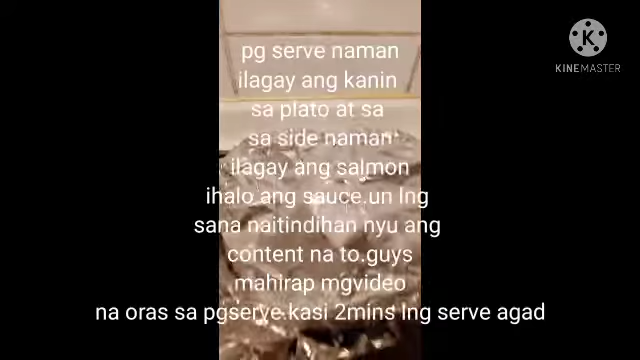 pg serve naman
ilagay ang kanin
sa plato at sa
sa side naman
ilagay ang salmon
ihalo ang sauce.un lng
sana naitindihan nyu ang
content na to.guys
mahirap mgvideo
na oras sa pgserve.kasi 2mins lng serve agad
K
KINEMASTER